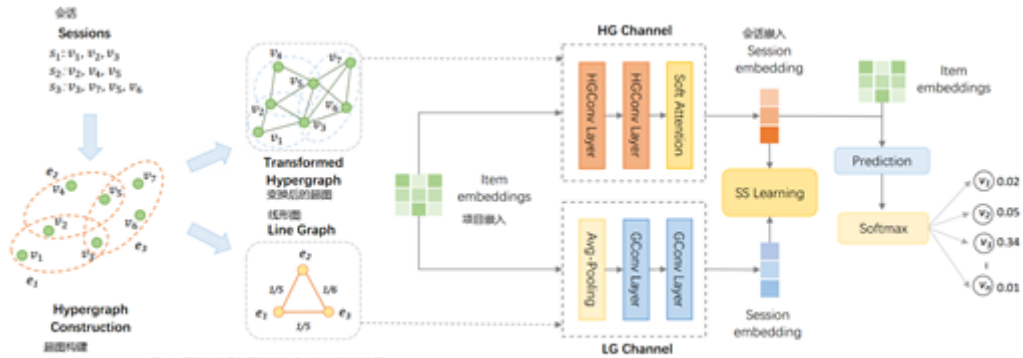 会话
Sessions
s₁: v₁, v₂, v₃
s₂: v₂, v₄, v₅
s₃: v₃, v₇, v₅, v₆
e₂
v₄
v₅
v₇
v₂
v₆
v₁
v₃
e₃
e₁
Hypergraph
Construction
超图构建
v₄
v₇
v₅
v₂
v₆
v₃
v₁
Transformed
Hypergraph
变换后的超图
线形图
Line Graph
e₂
1/5
1/6
e₁
e₃
1/5
Item
embeddings
项目嵌入
HG Channel
HGConv Layer
HGConv Layer
Soft Attention
Avg-Pooling
GConv Layer
GConv Layer
LG Channel
会话嵌入
Session
embedding
SS Learning
Session
embedding
Item
embeddings
Prediction
Softmax
v₁ 0.02
v₂ 0.05
v₃ 0.34
vₙ 0.01